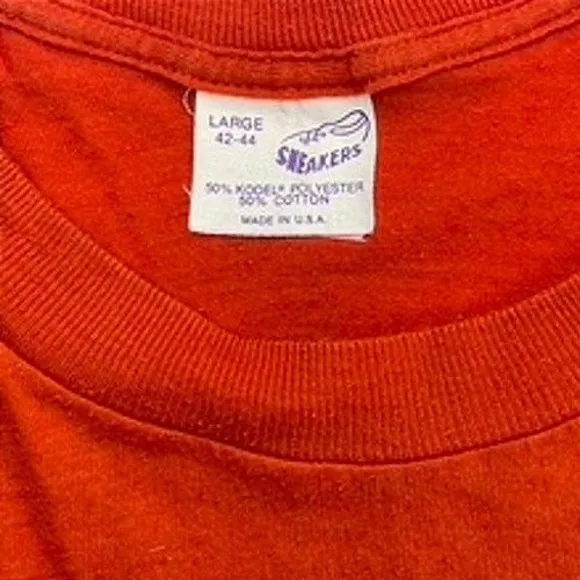 LARGE
42-44
SNEAKERS
50% KODEL® POLYESTER
50% COTTON
MADE IN U.S.A.